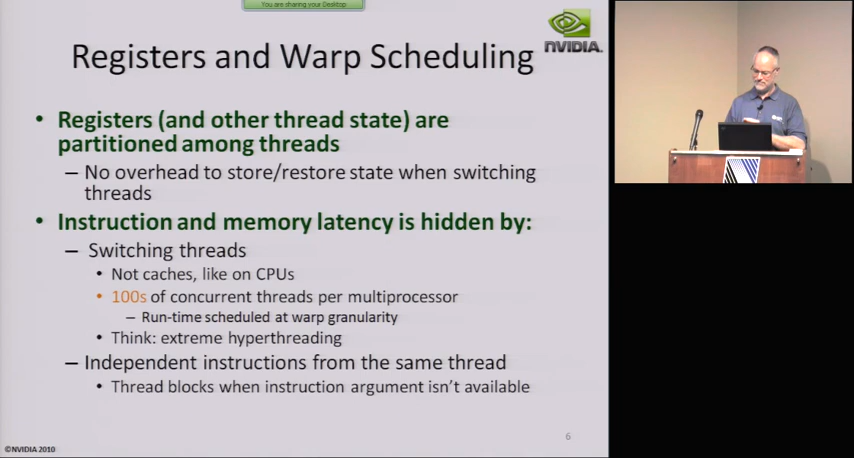 You are sharing your Desktop
NVIDIA.
Registers and Warp Scheduling
• Registers (and other thread state) are
partitioned among threads
– No overhead to store/restore state when switching
threads
• Instruction and memory latency is hidden by:
– Switching threads
• Not caches, like on CPUs
• 100s of concurrent threads per multiprocessor
– Run-time scheduled at warp granularity
• Think: extreme hyperthreading
– Independent instructions from the same thread
• Thread blocks when instruction argument isn't available
6
©NVIDIA 2010